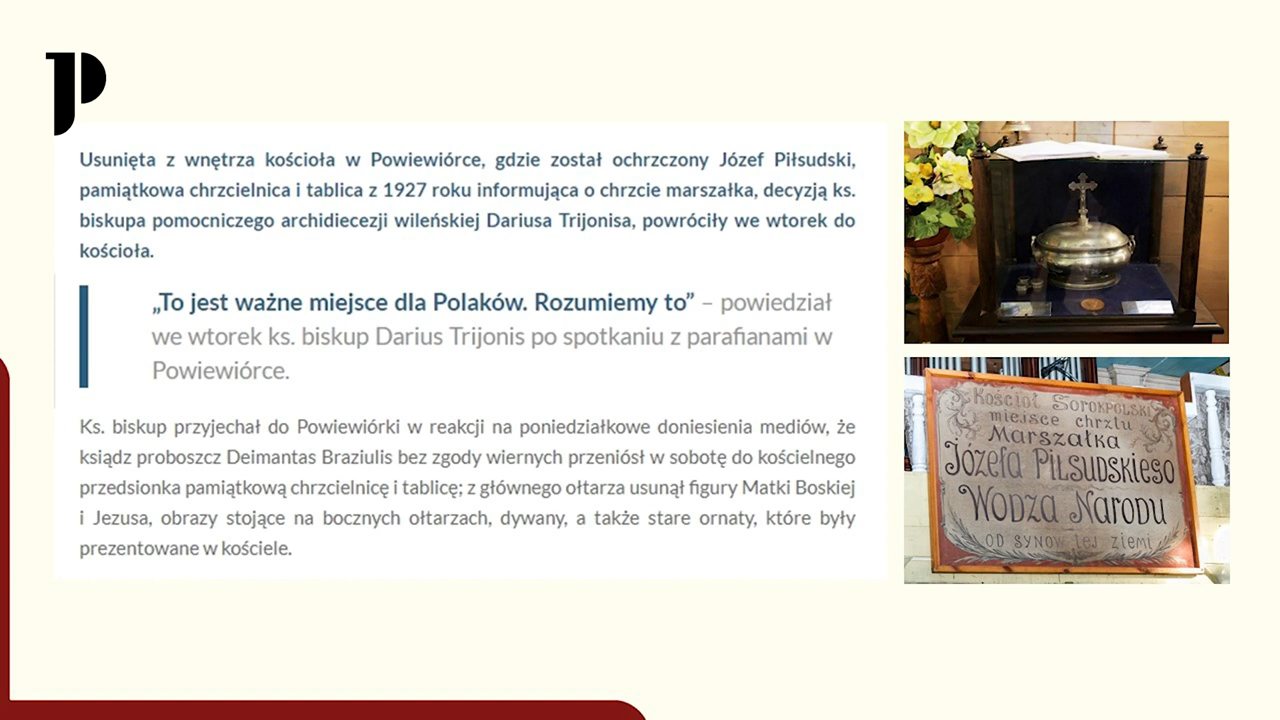 P
Usunięta z wnętrza kościoła w Powiewiórce, gdzie został ochrzczony Józef Piłsudski,
pamiątkowa chrzcielnica i tablica z 1927 roku informująca o chrzcie marszałka, decyzją ks.
biskupa pomocniczego archidiecezji wileńskiej Dariusa Trijonisa, powróciły we wtorek do
kościoła.
„To jest ważne miejsce dla Polaków. Rozumiemy to” – powiedział
we wtorek ks. biskup Darius Trijonis po spotkaniu z parafianami w
Powiewiórce.
Ks. biskup przyjechał do Powiewiórki w reakcji na poniedziałkowe doniesienia mediów, że
ksiądz proboszcz Deimantas Braziulis bez zgody wiernych przeniósł w sobotę do kościelnego
przedsionka pamiątkową chrzcielnicę i tablicę; z głównego ołtarza usunął figury Matki Boskiej
i Jezusa, obrazy stojące na bocznych ołtarzach, dywany, a także stare ornaty, które były
prezentowane w kościele.
Kościoł Sorokpolski
miejsce chrztu
Marszałka
Józefa Piłsudskiego
Wodza Narodu
od synow tej ziemi